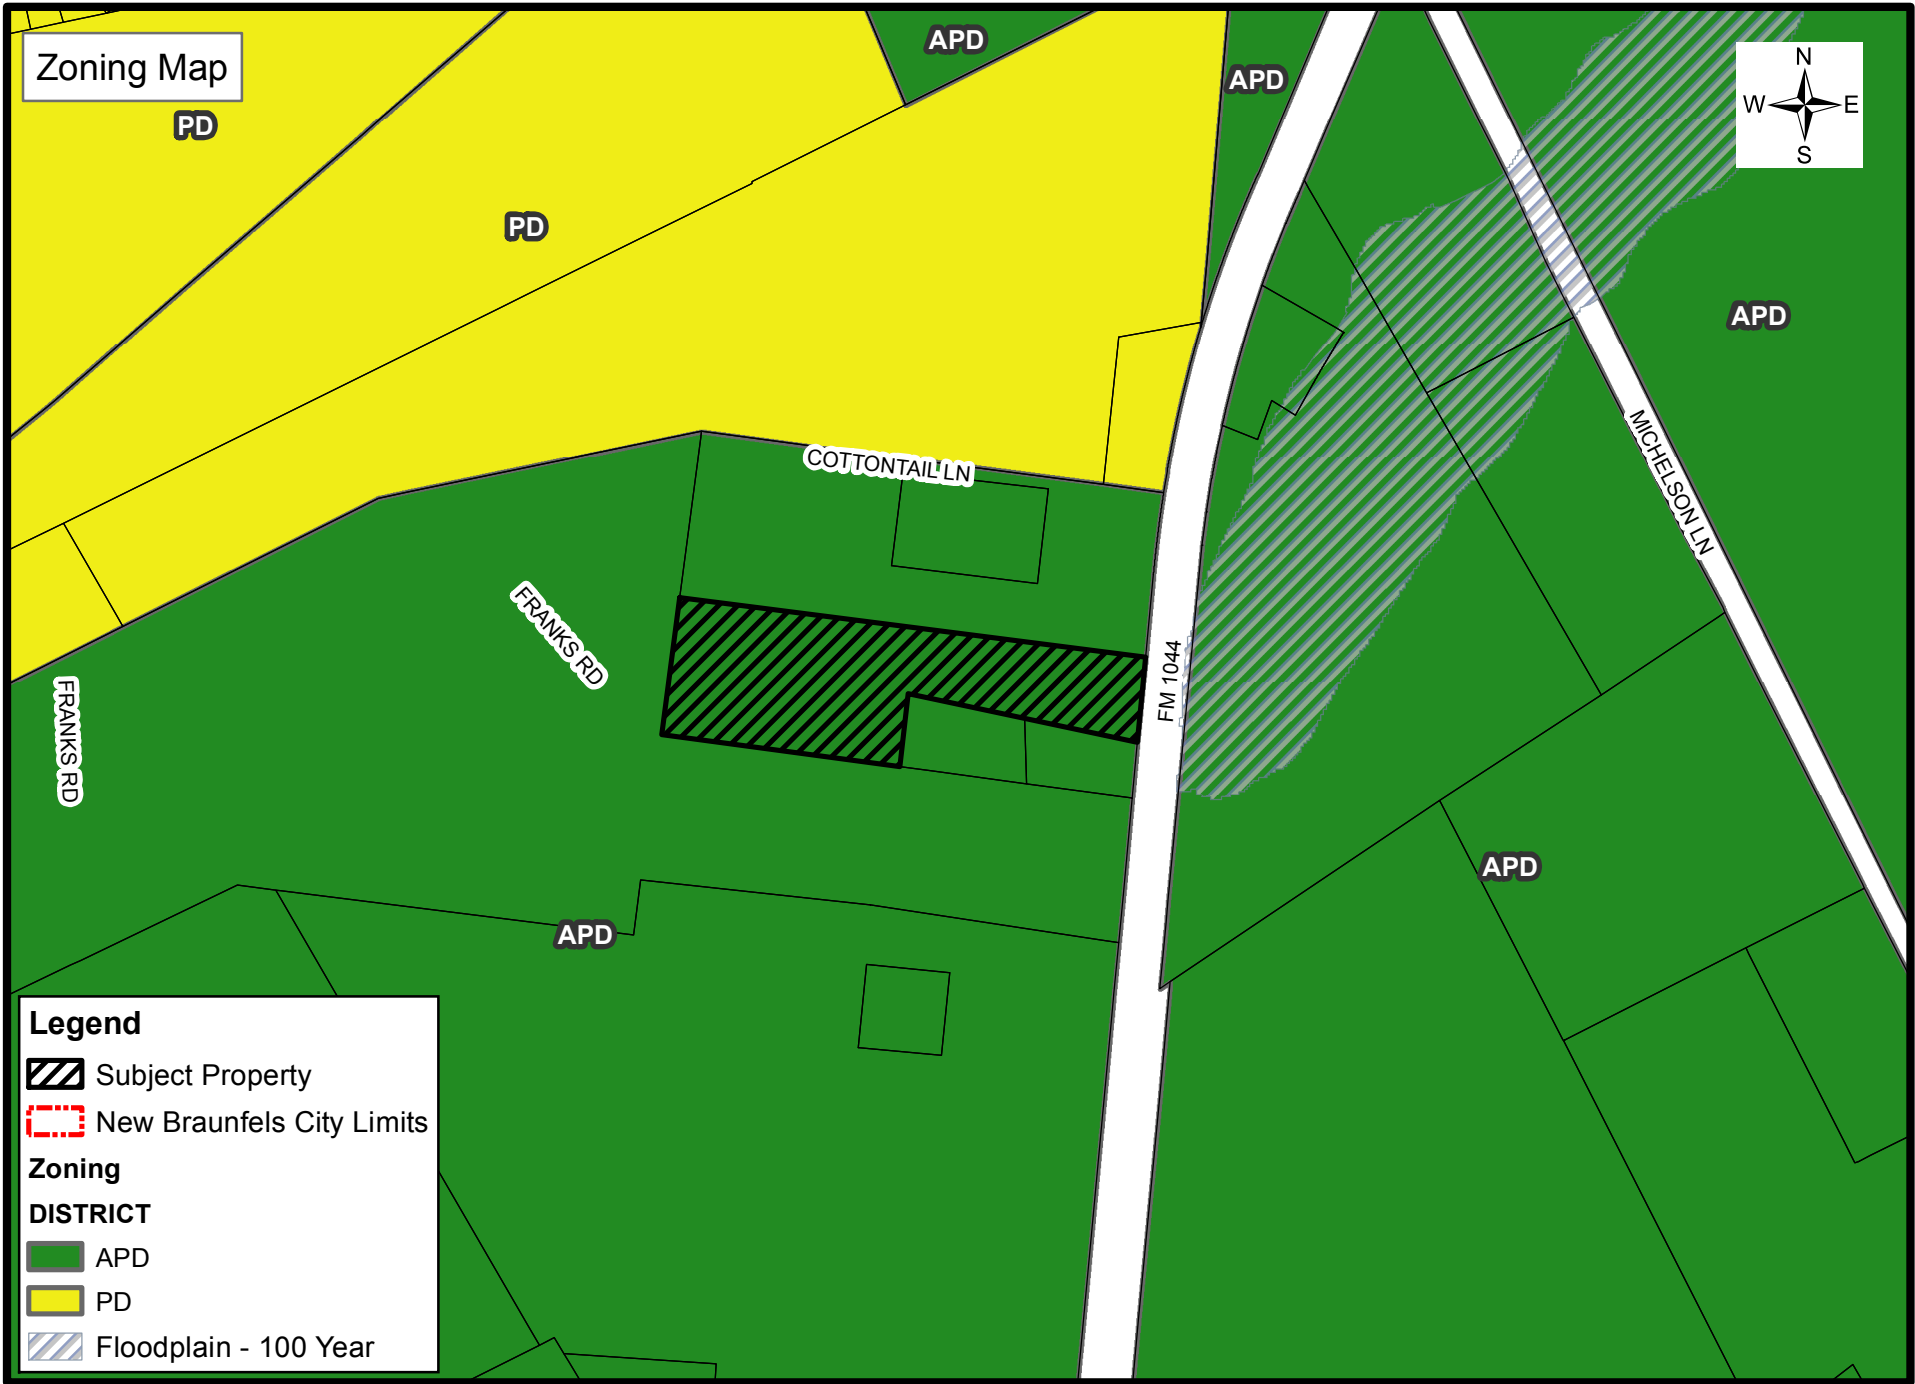 Zoning Map
PD
PD
APD
APD
N
W E
S
APD
COTTONTAIL LN
MICHELSON LN
FRANKS RD
FRANKS RD
FM 1044
APD
APD
Legend
Subject Property
New Braunfels City Limits
Zoning
DISTRICT
APD
PD
Floodplain - 100 Year